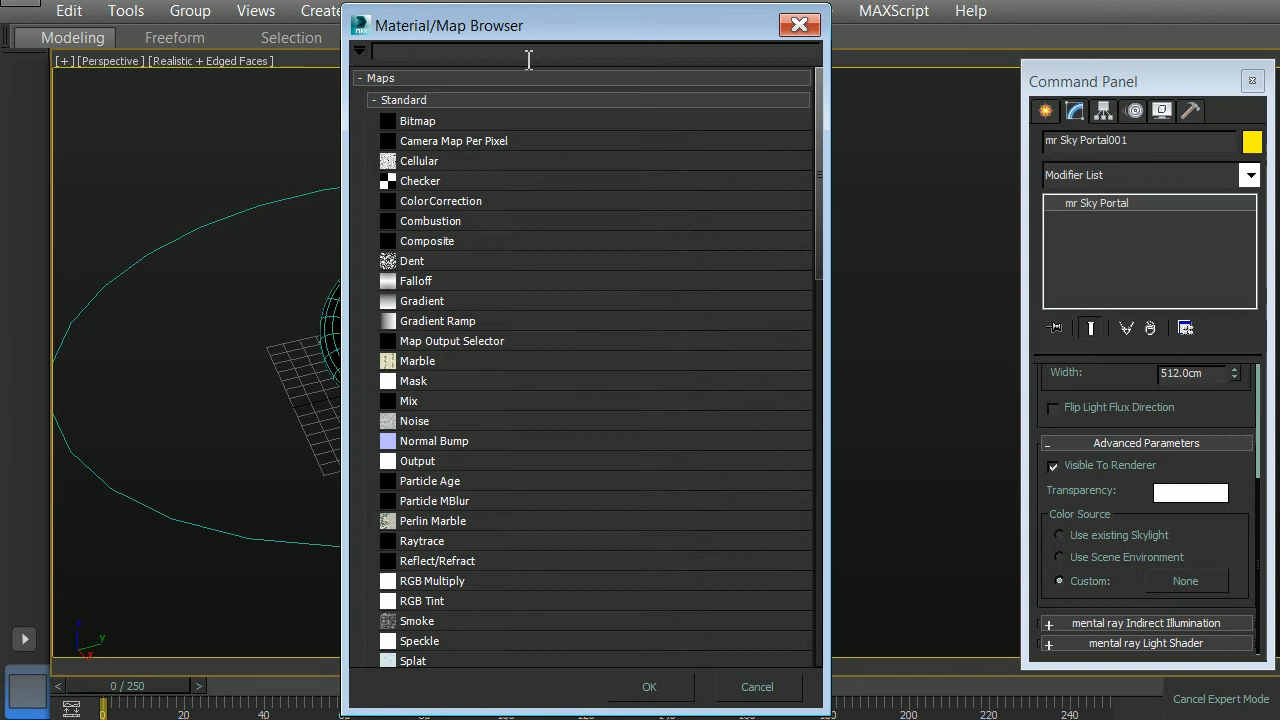 Edit
Tools
Group
Views
Create
MAXScript
Help
Modeling
Freeform
[ + ] [ Perspective ] [ Realistic + Edged Faces ]
Material/Map Browser
- Maps
- Standard
Bitmap
Camera Map Per Pixel
Cellular
Checker
ColorCorrection
Combustion
Composite
Dent
Falloff
Gradient
Gradient Ramp
Map Output Selector
Marble
Mask
Mix
Noise
Normal Bump
Output
Particle Age
Particle MBlur
Perlin Marble
Raytrace
Reflect/Refract
RGB Multiply
RGB Tint
Smoke
Speckle
Splat
OK
Cancel
Command Panel
mr Sky Portal001
Modifier List
mr Sky Portal
Width: 512.0cm
Flip Light Flux Direction
- Advanced Parameters
Visible To Renderer
Transparency:
Color Source
Use existing Skylight
Use Scene Environment
Custom: None
+ mental ray Indirect Illumination
+ mental ray Light Shader
z
y
x
< 0 / 250 >
0 20 40
200 220 240
Cancel Expert Mode